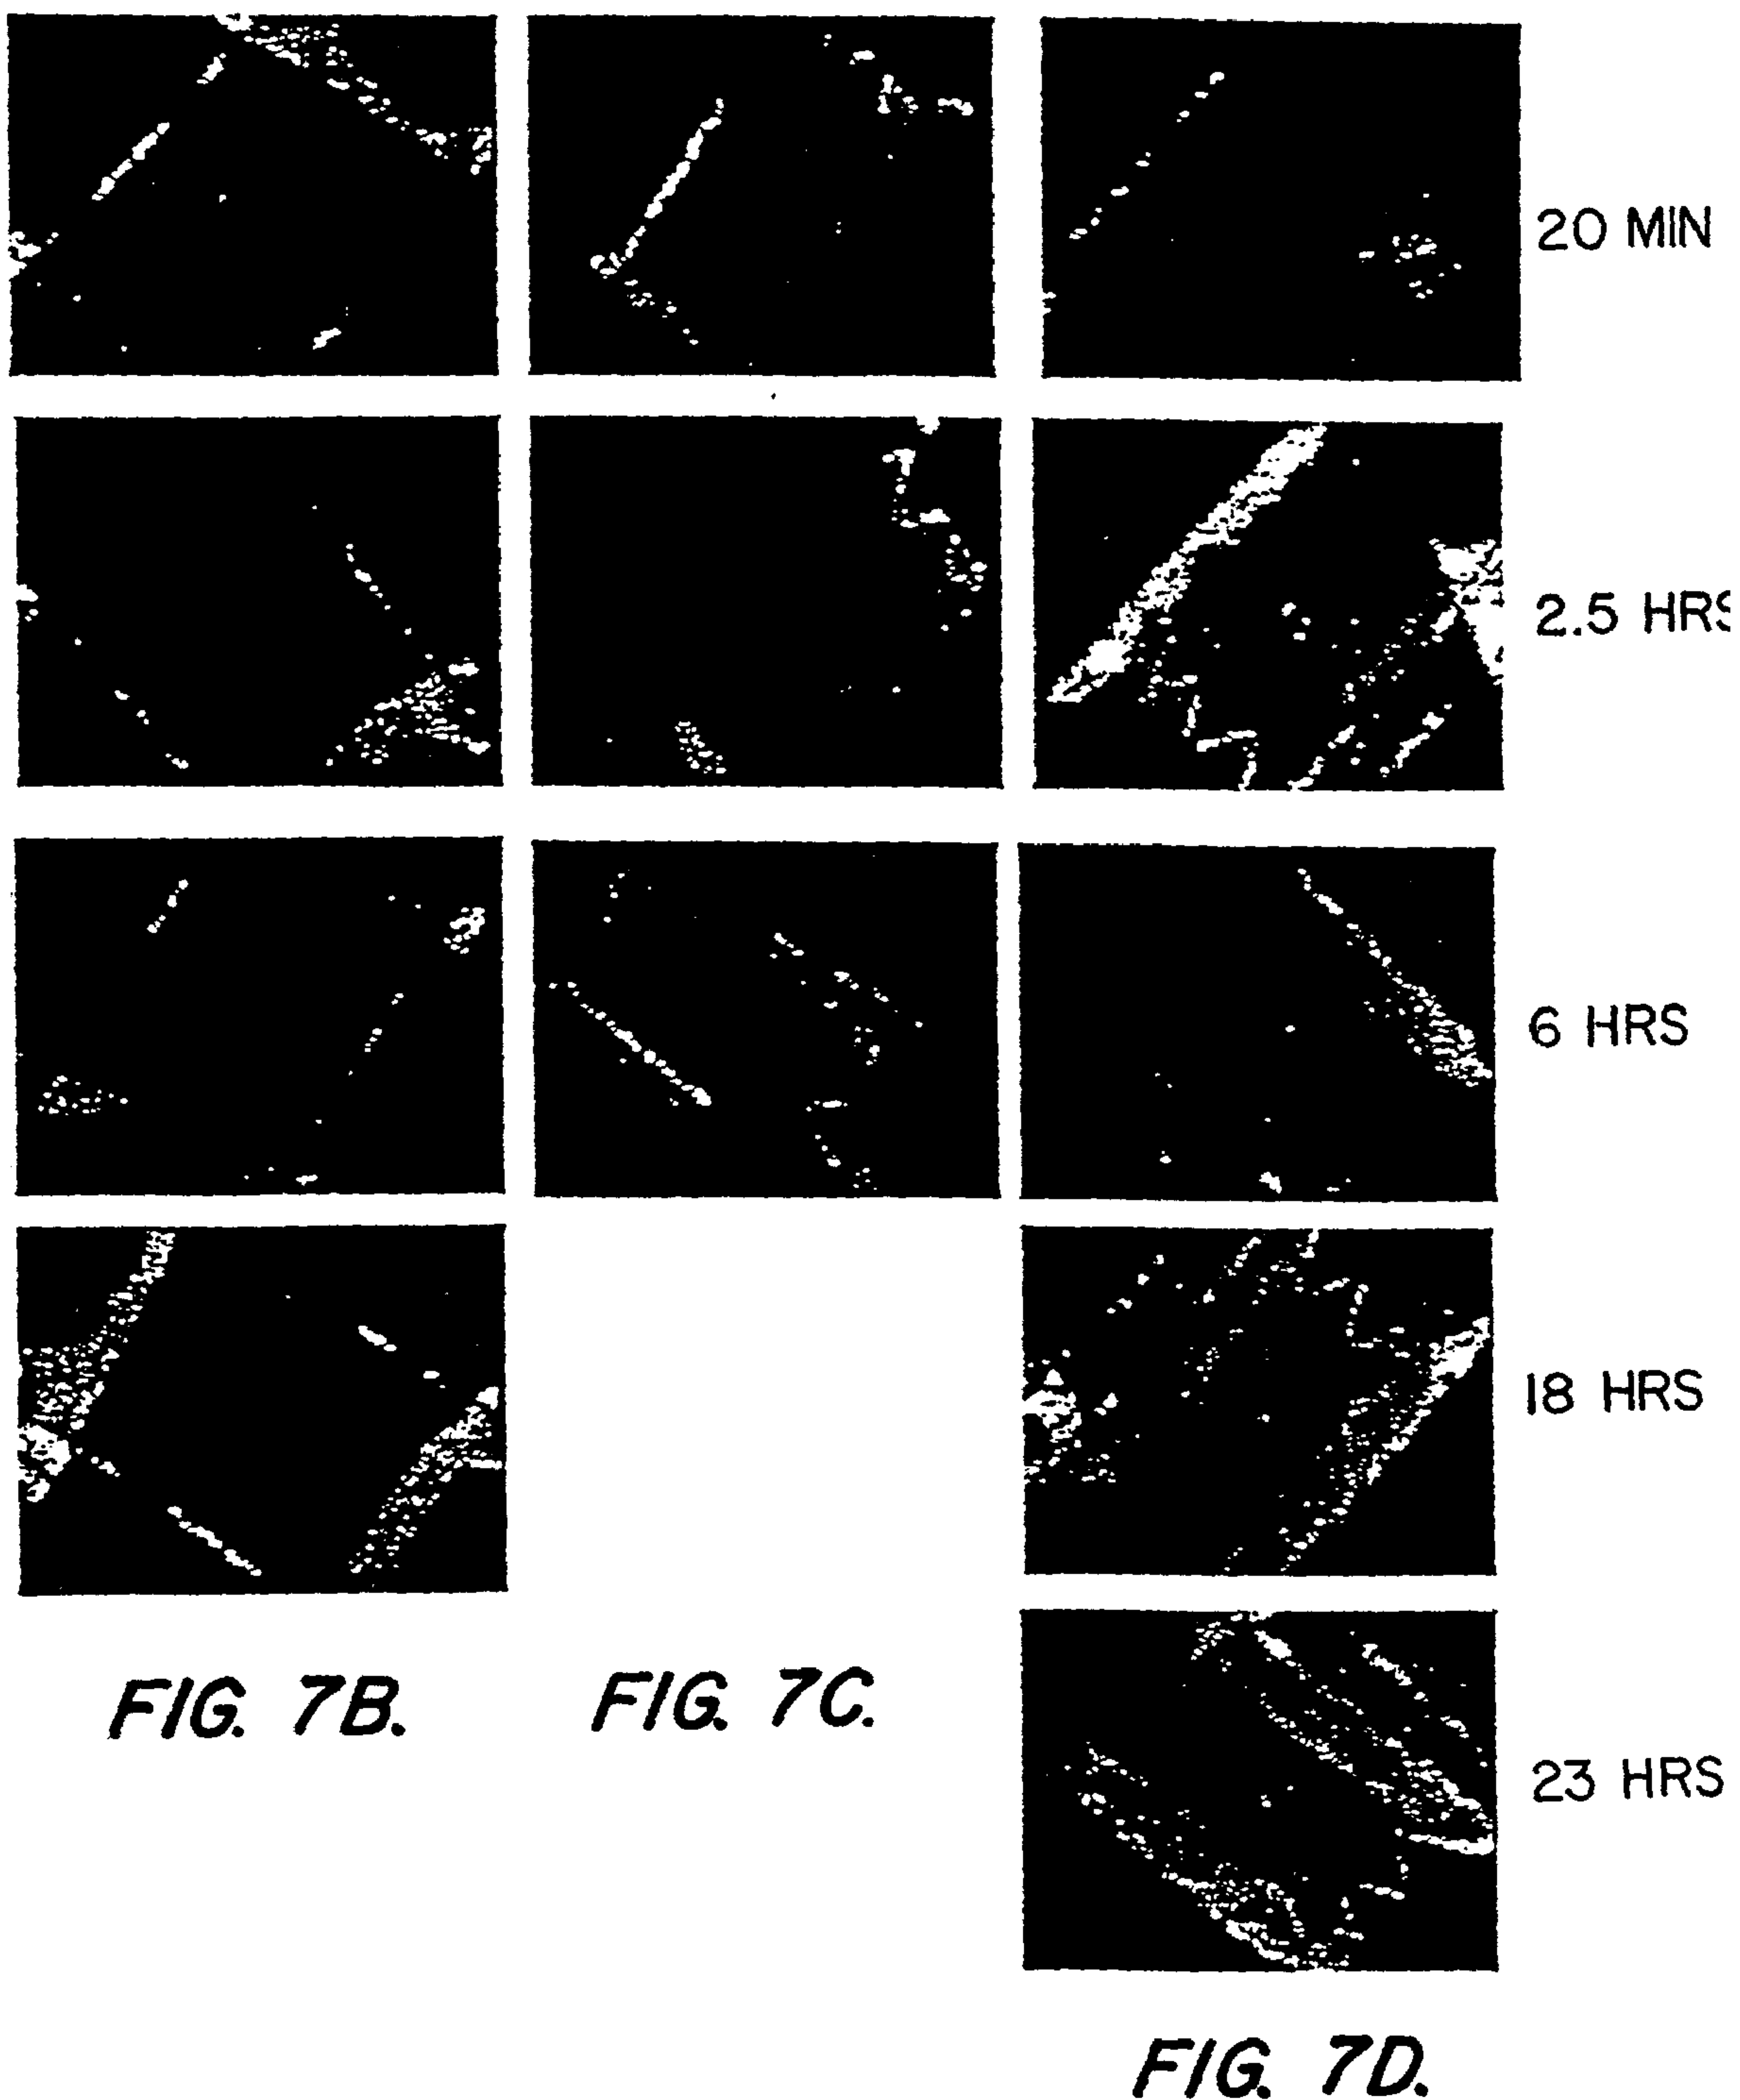 20 MIN
2.5 HRS
6 HRS
18 HRS
FIG. 7B.
FIG. 7C.
23 HRS
FIG. 7D.